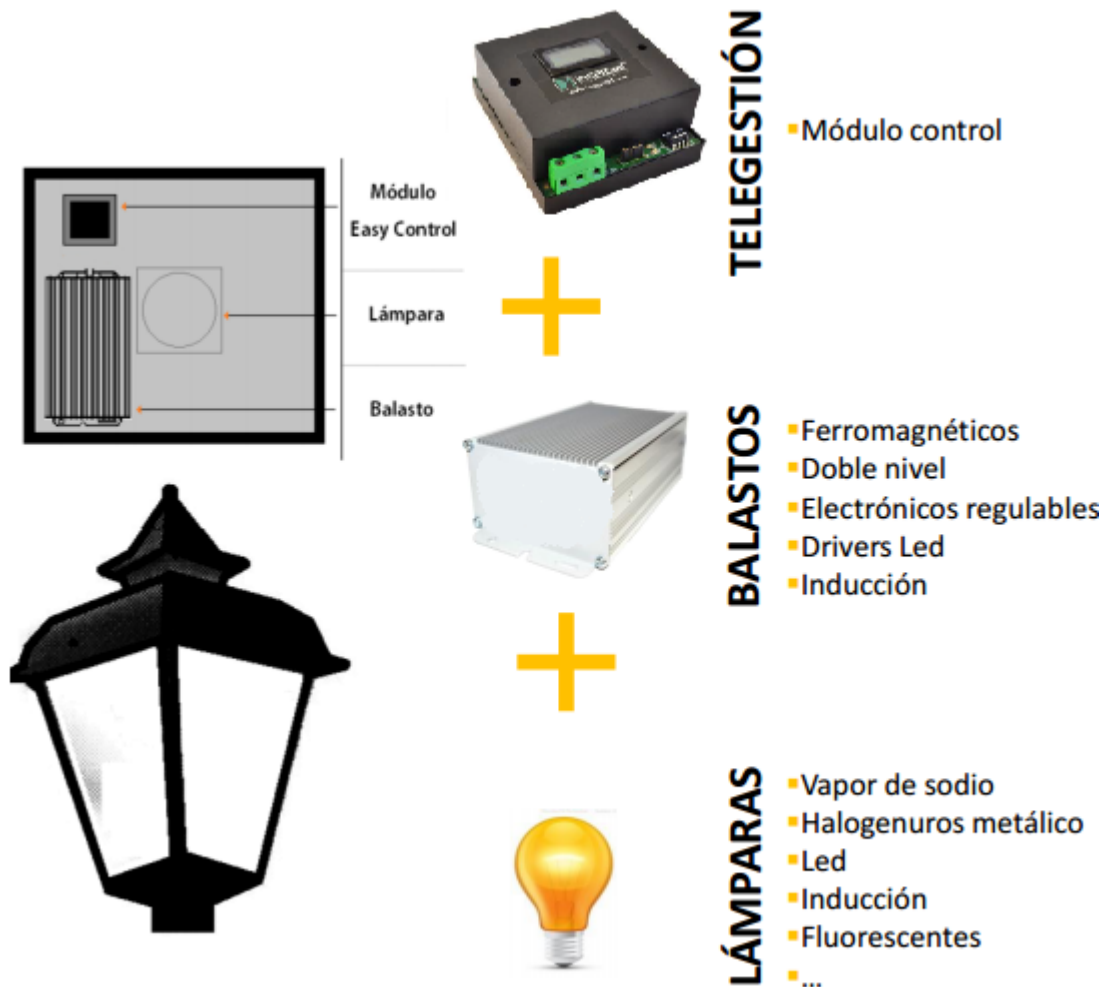 TELEGESTIÓN
▪Módulo control
Módulo
Easy Control
Lámpara
Balasto
BALASTOS
▪Ferromagnéticos
▪Doble nivel
▪Electrónicos regulables
▪Drivers Led
▪Inducción
LÁMPARAS
▪Vapor de sodio
▪Halogenuros metálico
▪Led
▪Inducción
▪Fluorescentes
▪...